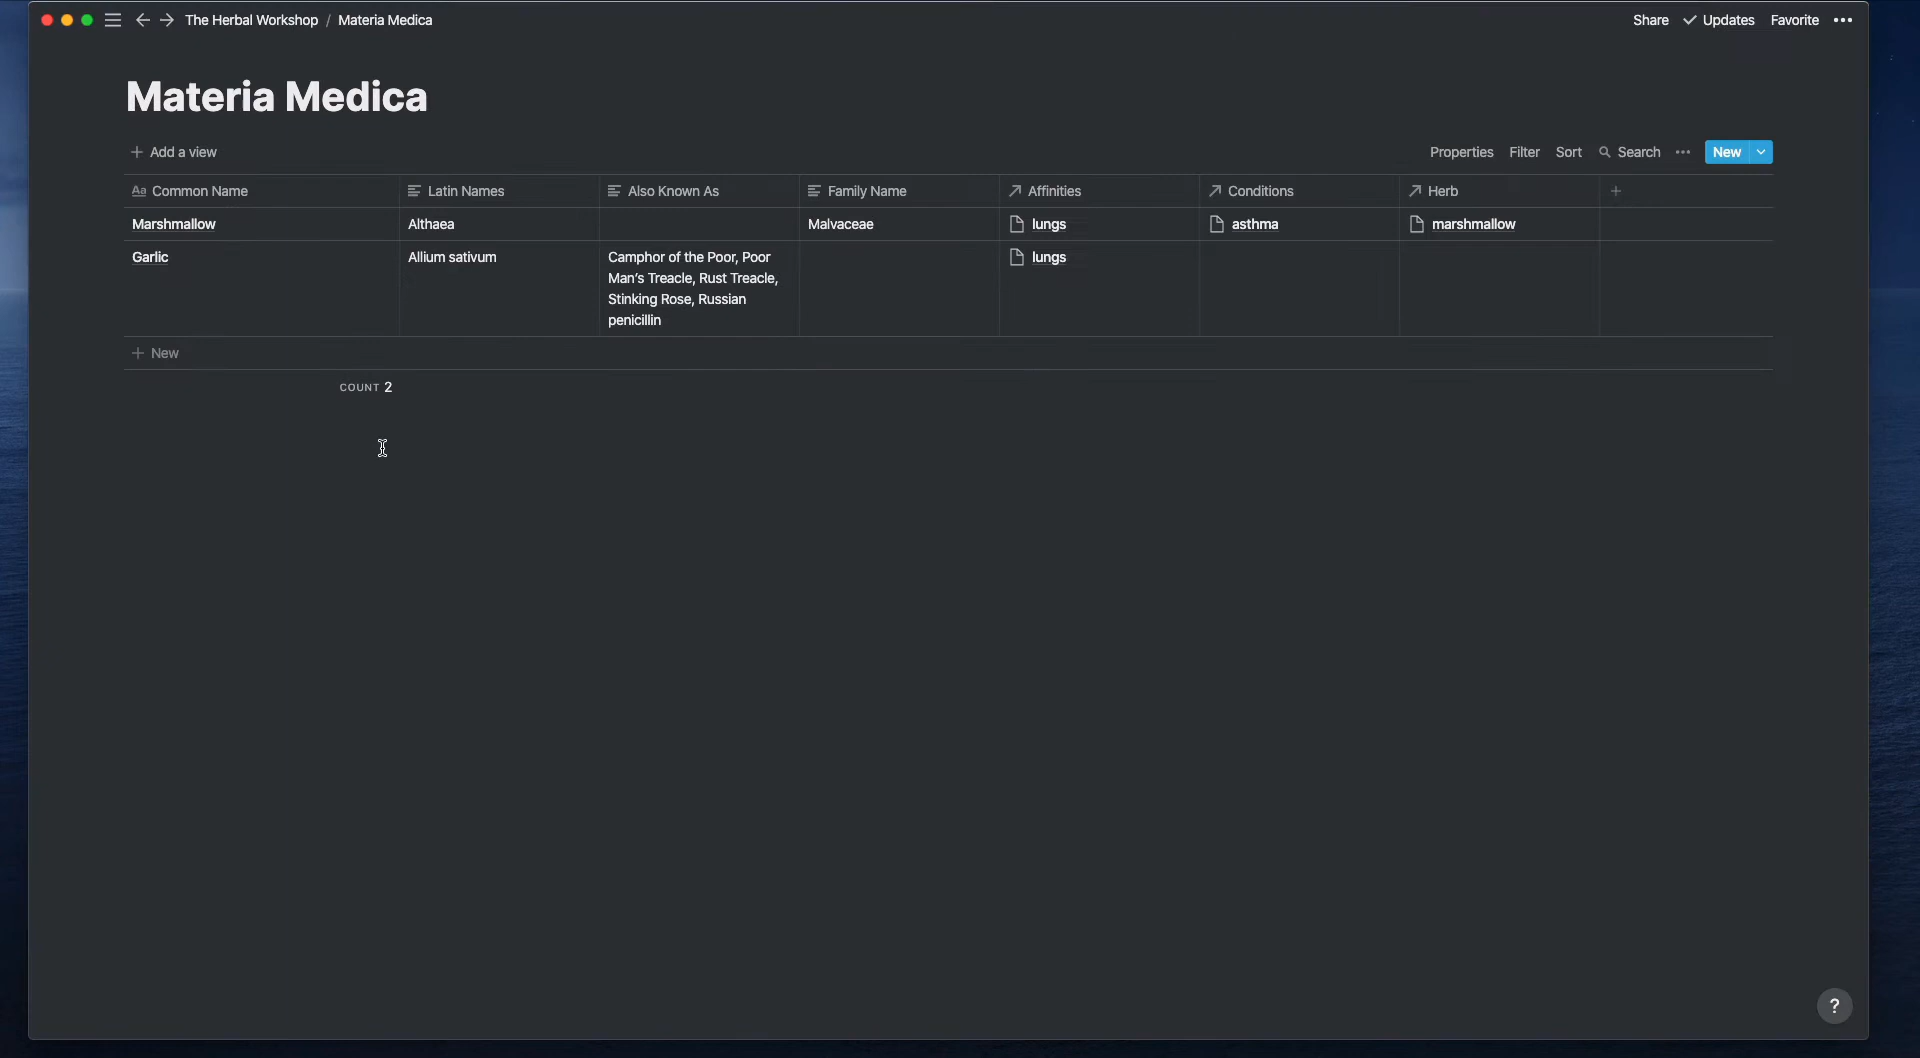 The Herbal Workshop / Materia Medica
Share Updates Favorite
Materia Medica
Add a view
Properties Filter Sort Search New
Aa Common Name Latin Names Also Known As Family Name Affinities Conditions Herb
Marshmallow Althaea Malvaceae lungs asthma marshmallow
Garlic Allium sativum Camphor of the Poor, Poor lungs
Man's Treacle, Rust Treacle,
Stinking Rose, Russian
penicillin
New
COUNT 2
?